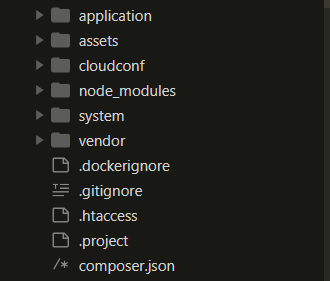 application
assets
cloudconf
node_modules
system
vendor
.dockerignore
.gitignore
.htaccess
.project
composer.json